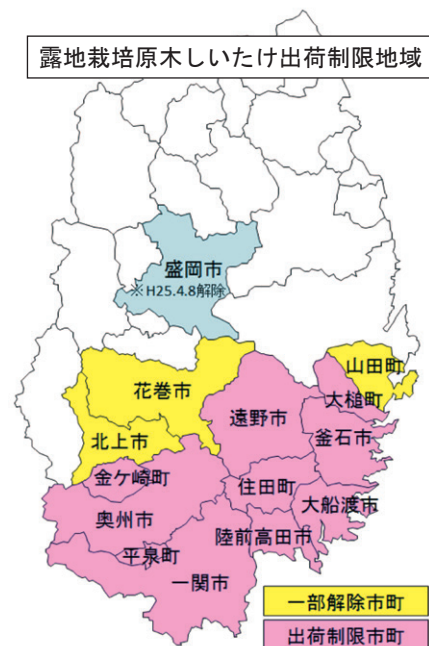 露地栽培原木しいたけ出荷制限地域
盛岡市
※H25.4.8解除
山田町
花巻市
大槌町
遠野市
釜石市
北上市
金ケ崎町
住田町
大船渡市
奥州市
陸前高田市
平泉町
一関市
一部解除市町
出荷制限市町